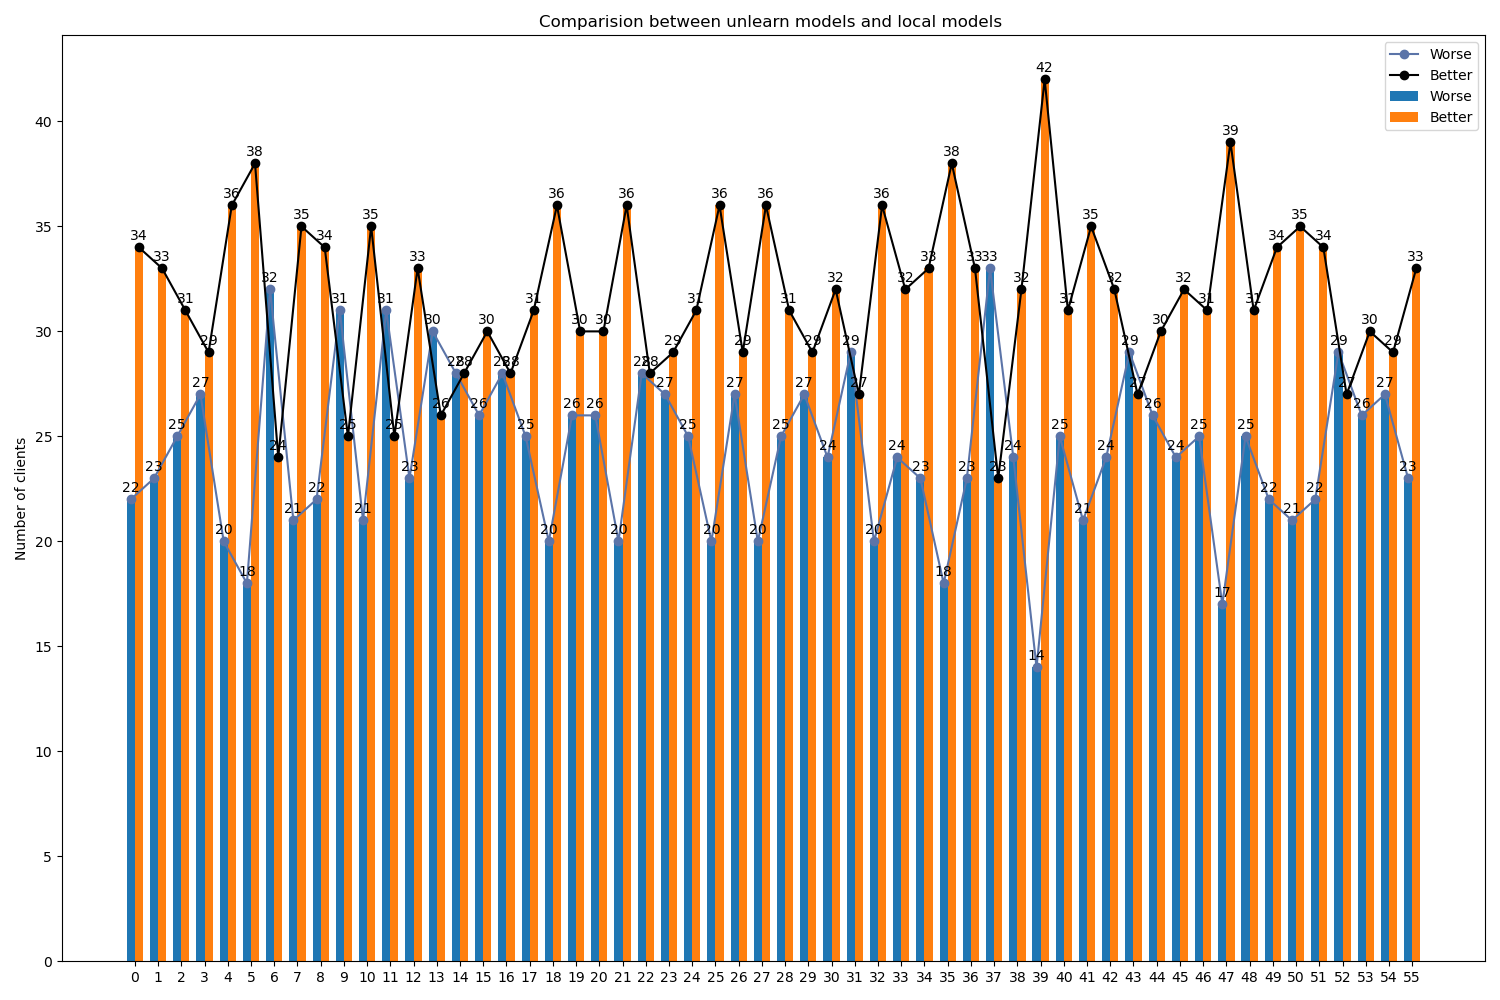 Comparision between unlearn models and local models
Worse
Better
Worse
Better
Number of clients
40
35
30
25
20
15
10
5
0
34 33 31 29 36 38 24 35 34 25 35 25 33 26 28 30 28 31 36 30 30 36 28 29 31 36 29 36 31 29 32 27 36 32 33 38 33 23 32 42 31 35 32 27 30 32 31 39 31 34 35 34 27 30 29 33
22 23 25 27 20 18 32 21 22 31 21 31 23 30 28 26 28 25 20 26 26 20 28 27 25 20 27 20 25 27 24 29 20 24 23 18 23 33 24 14 25 21 24 29 26 24 25 17 25 22 21 22 29 26 27 23
0 1 2 3 4 5 6 7 8 9 10 11 12 13 14 15 16 17 18 19 20 21 22 23 24 25 26 27 28 29 30 31 32 33 34 35 36 37 38 39 40 41 42 43 44 45 46 47 48 49 50 51 52 53 54 55